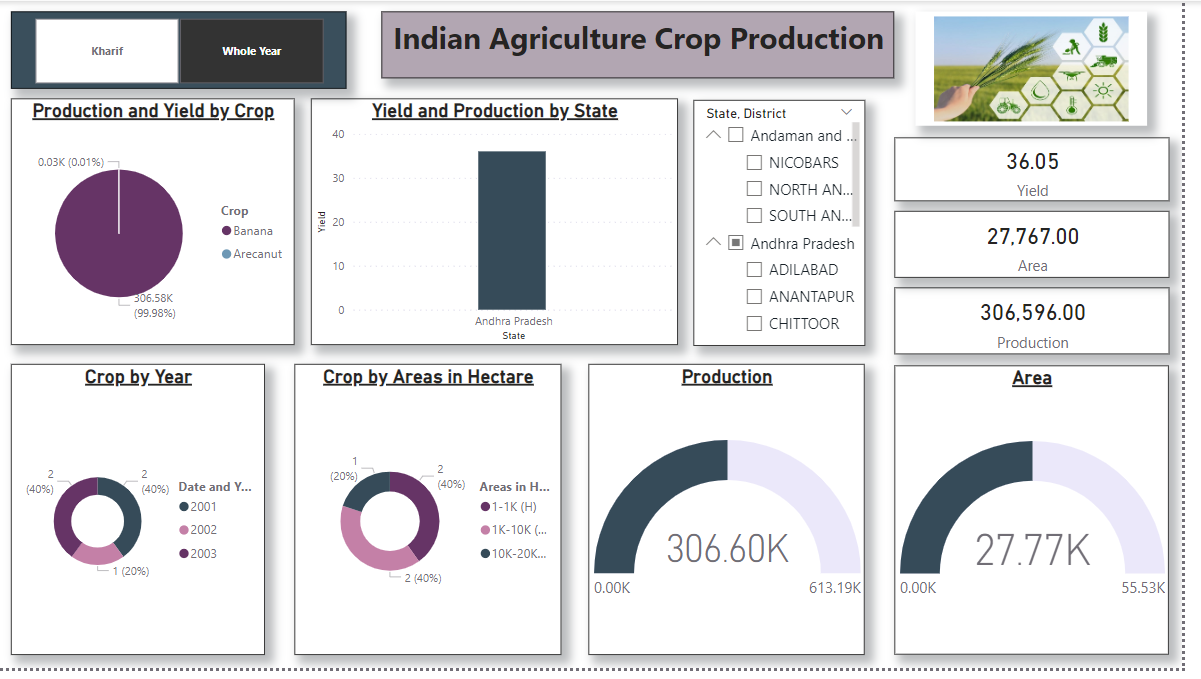 Kharif
Whole Year
Indian Agriculture Crop Production
Production and Yield by Crop
0.03K (0.01%)
306.58K
(99.98%)
Crop
Banana
Arecanut
Yield and Production by State
40
30
20
10
0
Yield
Andhra Pradesh
State
State, District
Andaman and ...
NICOBARS
NORTH AN...
SOUTH AN...
Andhra Pradesh
ADILABAD
ANANTAPUR
CHITTOOR
36.05
Yield
27,767.00
Area
306,596.00
Production
Crop by Year
2
(40%)
2
(40%)
1 (20%)
Date and Y...
2001
2002
2003
Crop by Areas in Hectare
1
(20%)
2
(40%)
2 (40%)
Areas in H...
1-1K (H)
1K-10K (...
10K-20K...
Production
306.60K
0.00K
613.19K
Area
27.77K
0.00K
55.53K